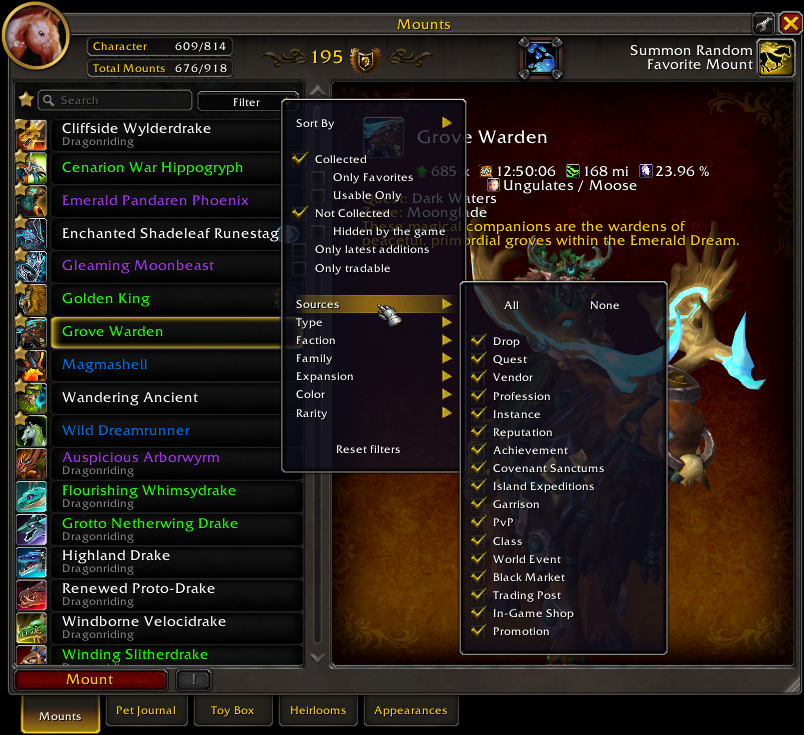 Mounts
Character 609/814
Total Mounts 676/918
195
Summon Random
Favorite Mount
Search
Filter
Cliffside Wylderdrake
Dragonriding
Cenarion War Hippogryph
Emerald Pandaren Phoenix
Enchanted Shadeleaf Runestag
Gleaming Moonbeast
Golden King
Grove Warden
Magmashell
Wandering Ancient
Wild Dreamrunner
Auspicious Arborwyrm
Dragonriding
Flourishing Whimsydrake
Dragonriding
Grotto Netherwing Drake
Dragonriding
Highland Drake
Dragonriding
Renewed Proto-Drake
Dragonriding
Windborne Velocidrake
Dragonriding
Winding Slitherdrake
Dragonriding
Sort By
Collected
Only Favorites
Usable Only
Not Collected
Hidden by the game
Only latest additions
Only tradable
Sources
Type
Faction
Family
Expansion
Color
Rarity
Reset filters
Grove Warden
685 x 12:50:06 168 mi 23.96 %
Ungulates / Moose
Quest: Dark Waters
Zone: Moonglade
These magical companions are the wardens of
peaceful, primordial groves within the Emerald Dream.
All None
Drop
Quest
Vendor
Profession
Instance
Reputation
Achievement
Covenant Sanctums
Island Expeditions
Garrison
PvP
Class
World Event
Black Market
Trading Post
In-Game Shop
Promotion
Mount
!
Mounts
Pet Journal
Toy Box
Heirlooms
Appearances